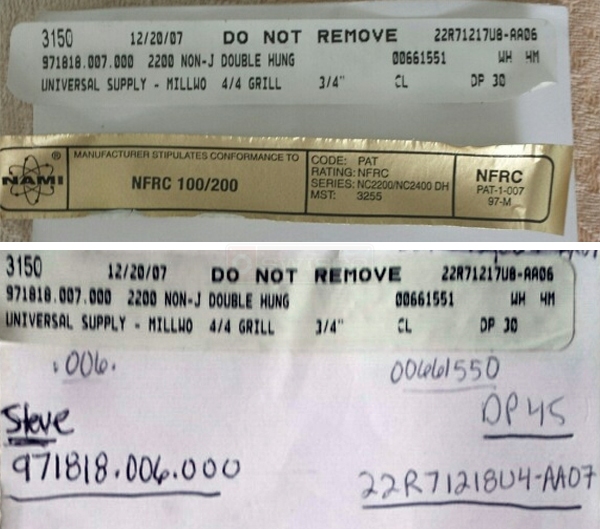 3150 12/20/07 DO NOT REMOVE 22R71217U8-AA06
971818.007.000 2200 NON-J DOUBLE HUNG 00661551 WH HM
UNIVERSAL SUPPLY - MILLWO 4/4 GRILL 3/4" CL DP 30
NAMI ®
MANUFACTURER STIPULATES CONFORMANCE TO
NFRC 100/200
CODE: PAT
RATING: NFRC
SERIES: NC2200/NC2400 DH
MST: 3255
NFRC
PAT-1-007
97-M
3150 12/20/07 DO NOT REMOVE 22R71217U8-AA06
971818.007.000 2200 NON-J DOUBLE HUNG 00661551 WH HM
UNIVERSAL SUPPLY - MILLWO 4/4 GRILL 3/4" CL DP 30
.006. 00661550
Steve DP45
971818.006.000 22R71218U4-AA07